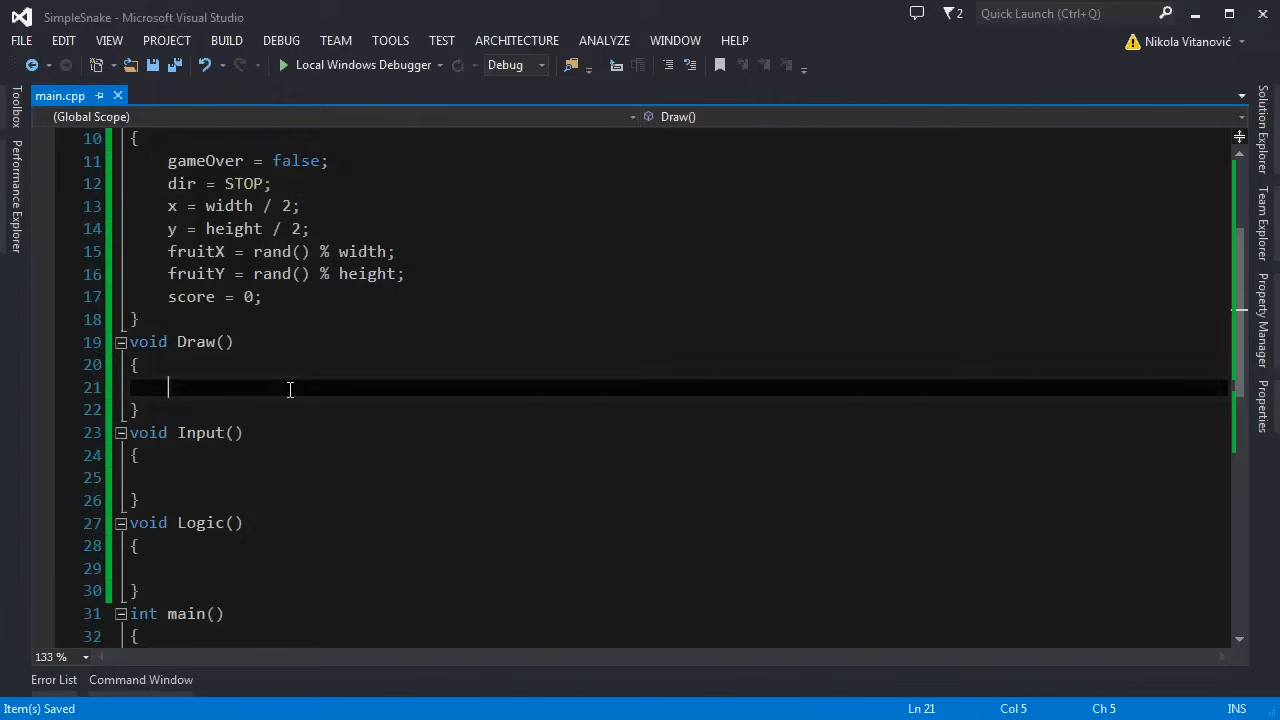 SimpleSnake - Microsoft Visual Studio
2
Quick Launch (Ctrl+Q)
FILE EDIT VIEW PROJECT BUILD DEBUG TEAM TOOLS TEST ARCHITECTURE ANALYZE WINDOW HELP
Nikola Vitanović
Local Windows Debugger
Debug
main.cpp
(Global Scope)
Draw()
Toolbox
Performance Explorer
10 {
11 gameOver = false;
12 dir = STOP;
13 x = width / 2;
14 y = height / 2;
15 fruitX = rand() % width;
16 fruitY = rand() % height;
17 score = 0;
18 }
19 void Draw()
20 {
21
22 }
23 void Input()
24 {
25
26 }
27 void Logic()
28 {
29
30 }
31 int main()
32 {
Solution Explorer
Team Explorer
Property Manager
Properties
133 %
Error List Command Window
Item(s) Saved
Ln 21 Col 5 Ch 5 INS